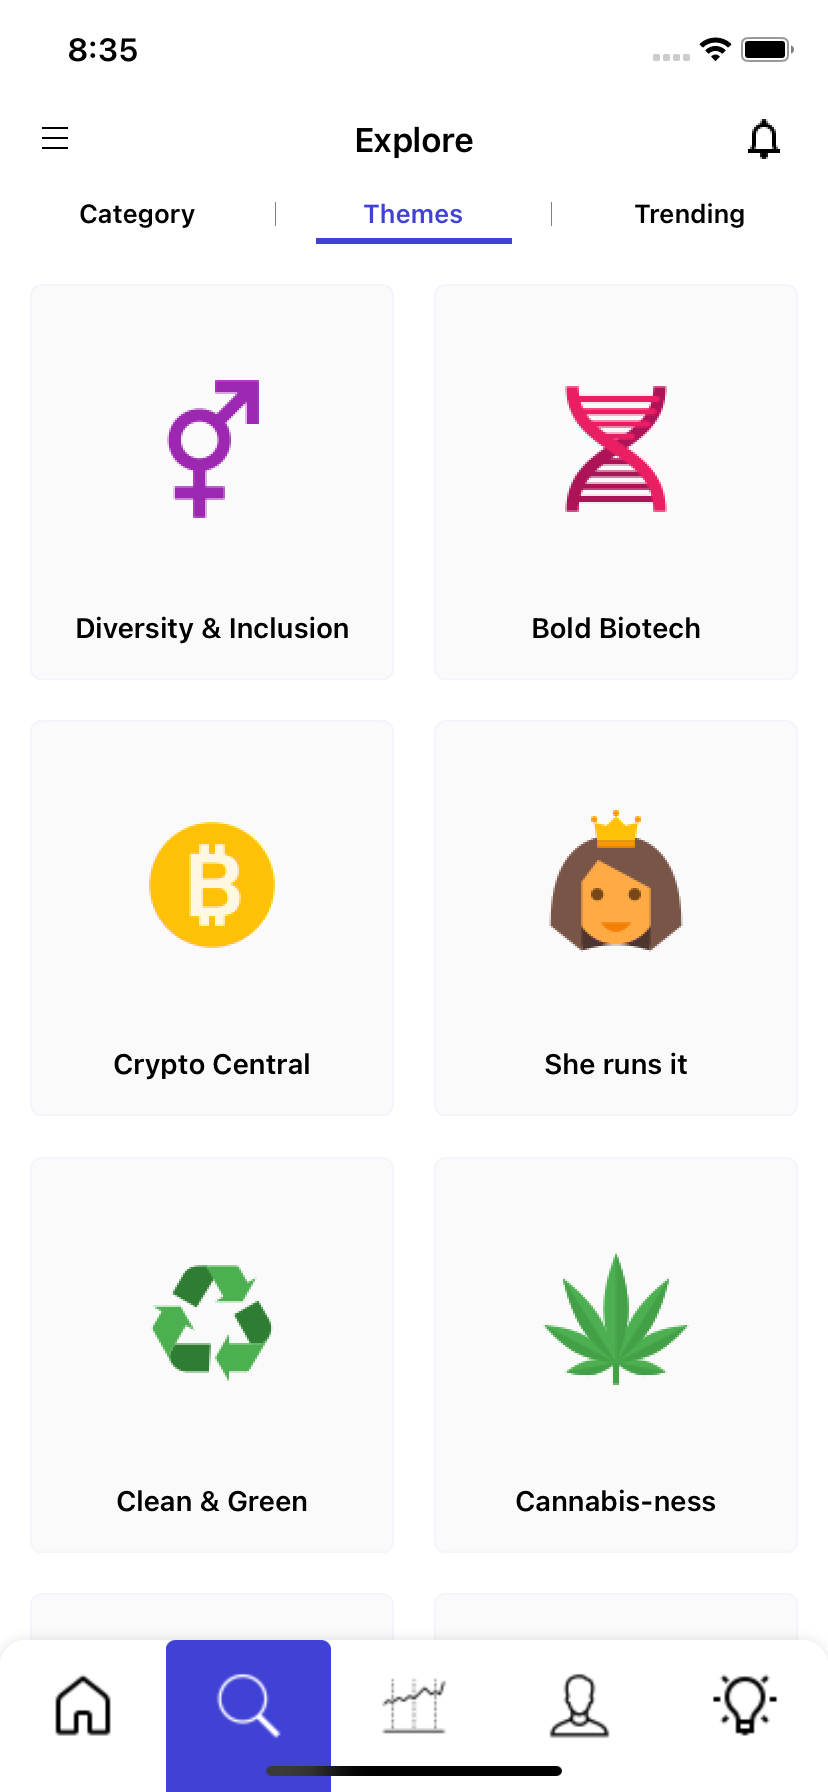 8:35
Explore
Category
Themes
Trending
Diversity & Inclusion
Bold Biotech
Crypto Central
She runs it
Clean & Green
Cannabis-ness